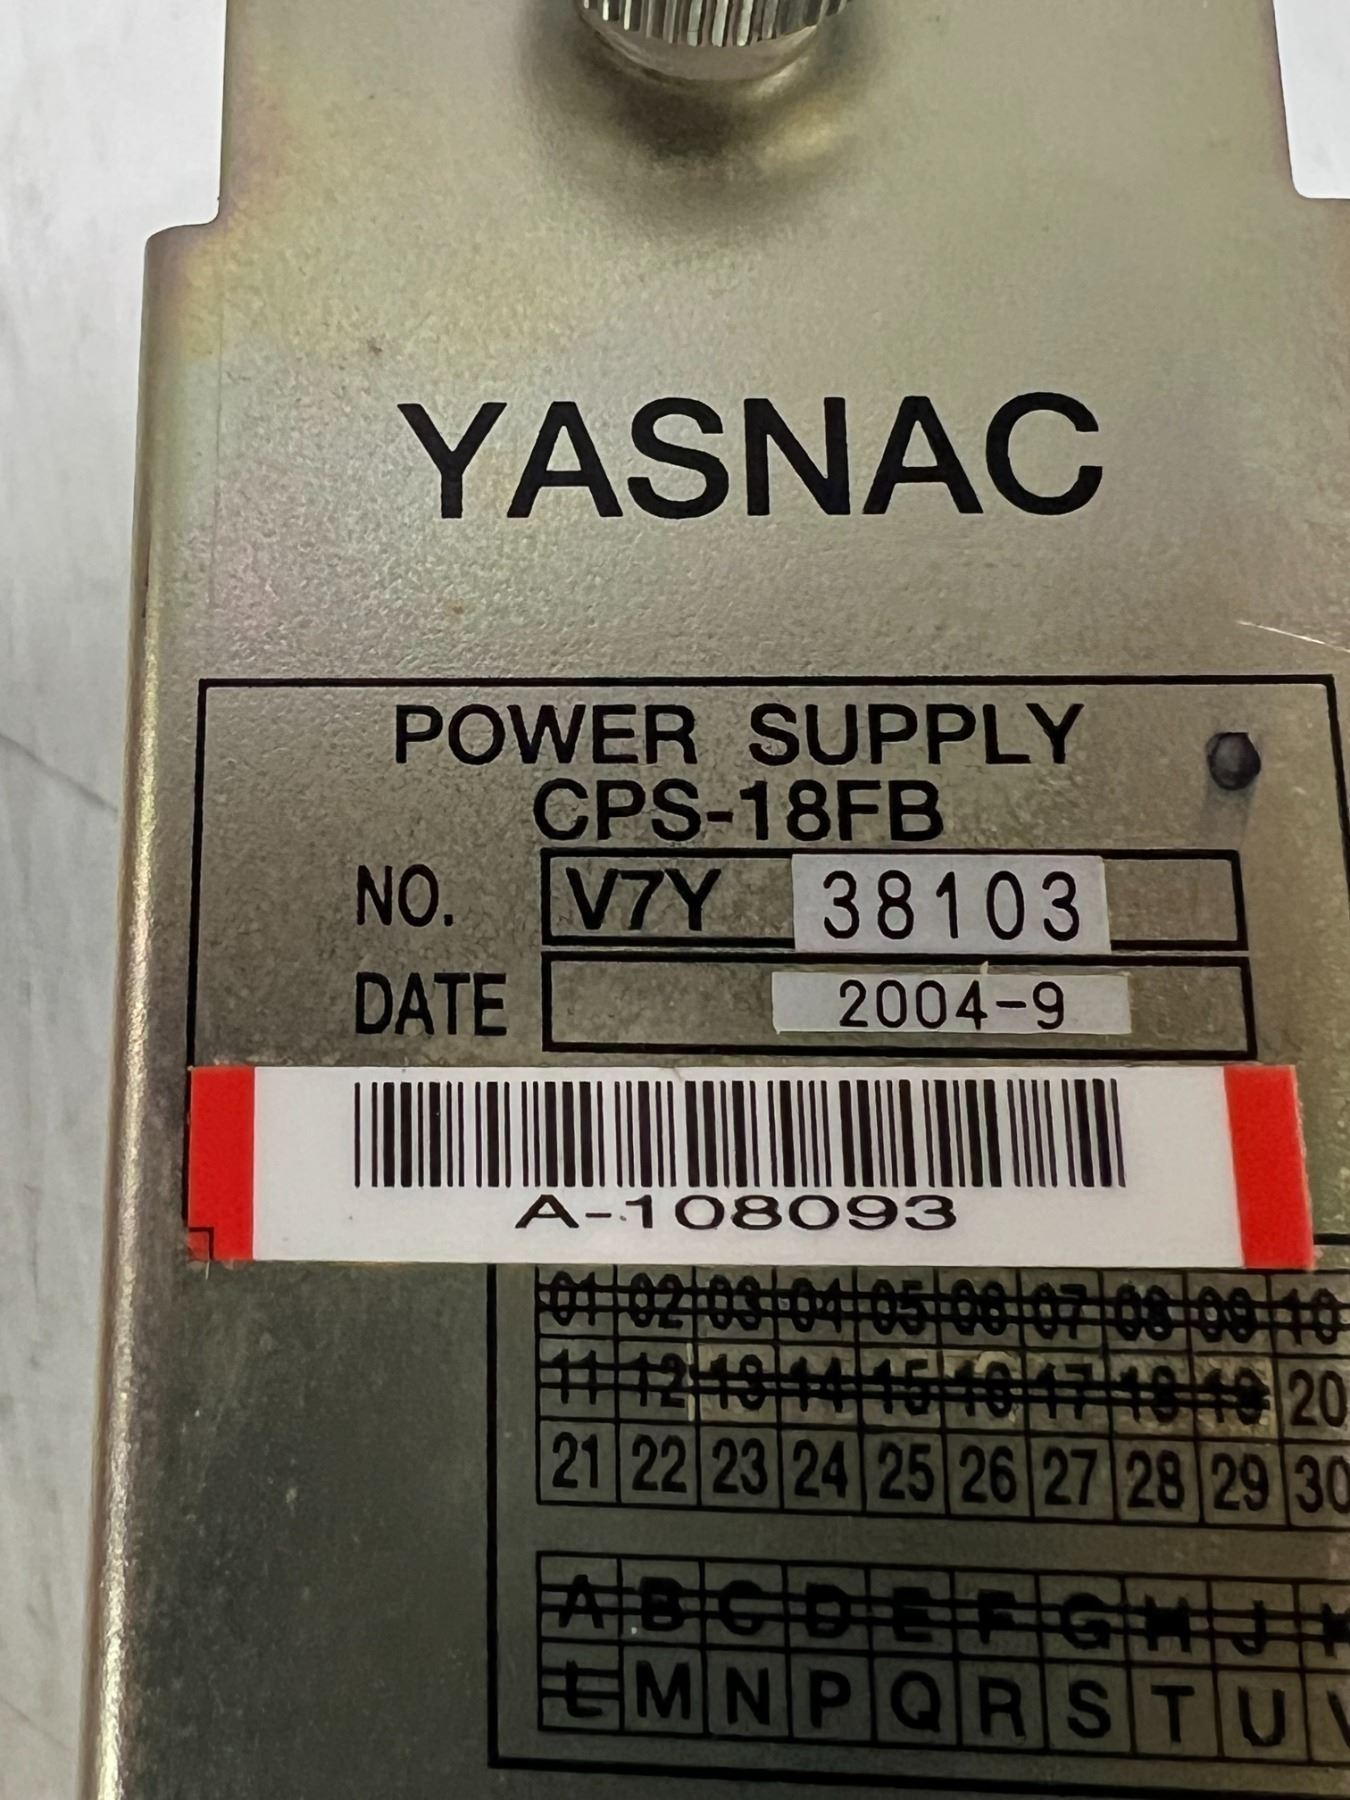 YASNAC
POWER SUPPLY
CPS-18FB
NO. V7Y 38103
DATE 2004-9
A-108093
01 02 03 04 05 06 07 08 09 10
11 12 13 14 15 16 17 18 19 20
21 22 23 24 25 26 27 28 29 30
A B C D E F G H J K
L M N P Q R S T U V